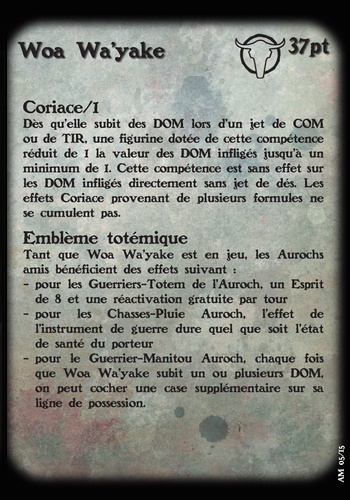 Woa Wa'yake 37pt
Coriace/1
Dès qu'elle subit des DOM lors d'un jet de COM
ou de TIR, une figurine dotée de cette compétence
réduit de 1 la valeur des DOM infligés jusqu'à un
minimum de 1. Cette compétence est sans effet sur
les DOM infligés directement sans jet de dés. Les
effets Coriace provenant de plusieurs formules ne
se cumulent pas.
Emblème totémique
Tant que Woa Wa'yake est en jeu, les Aurochs
amis bénéficient des effets suivant :
- pour les Guerriers-Totem de l'Auroch, un Esprit
de 8 et une réactivation gratuite par tour
- pour les Chasses-Pluie Auroch, l'effet de
l'instrument de guerre dure quel que soit l'état
de santé du porteur
- pour le Guerrier-Manitou Auroch, chaque fois
que Woa Wa'yake subit un ou plusieurs DOM,
on peut cocher une case supplémentaire sur sa
ligne de possession.
AM 05/15